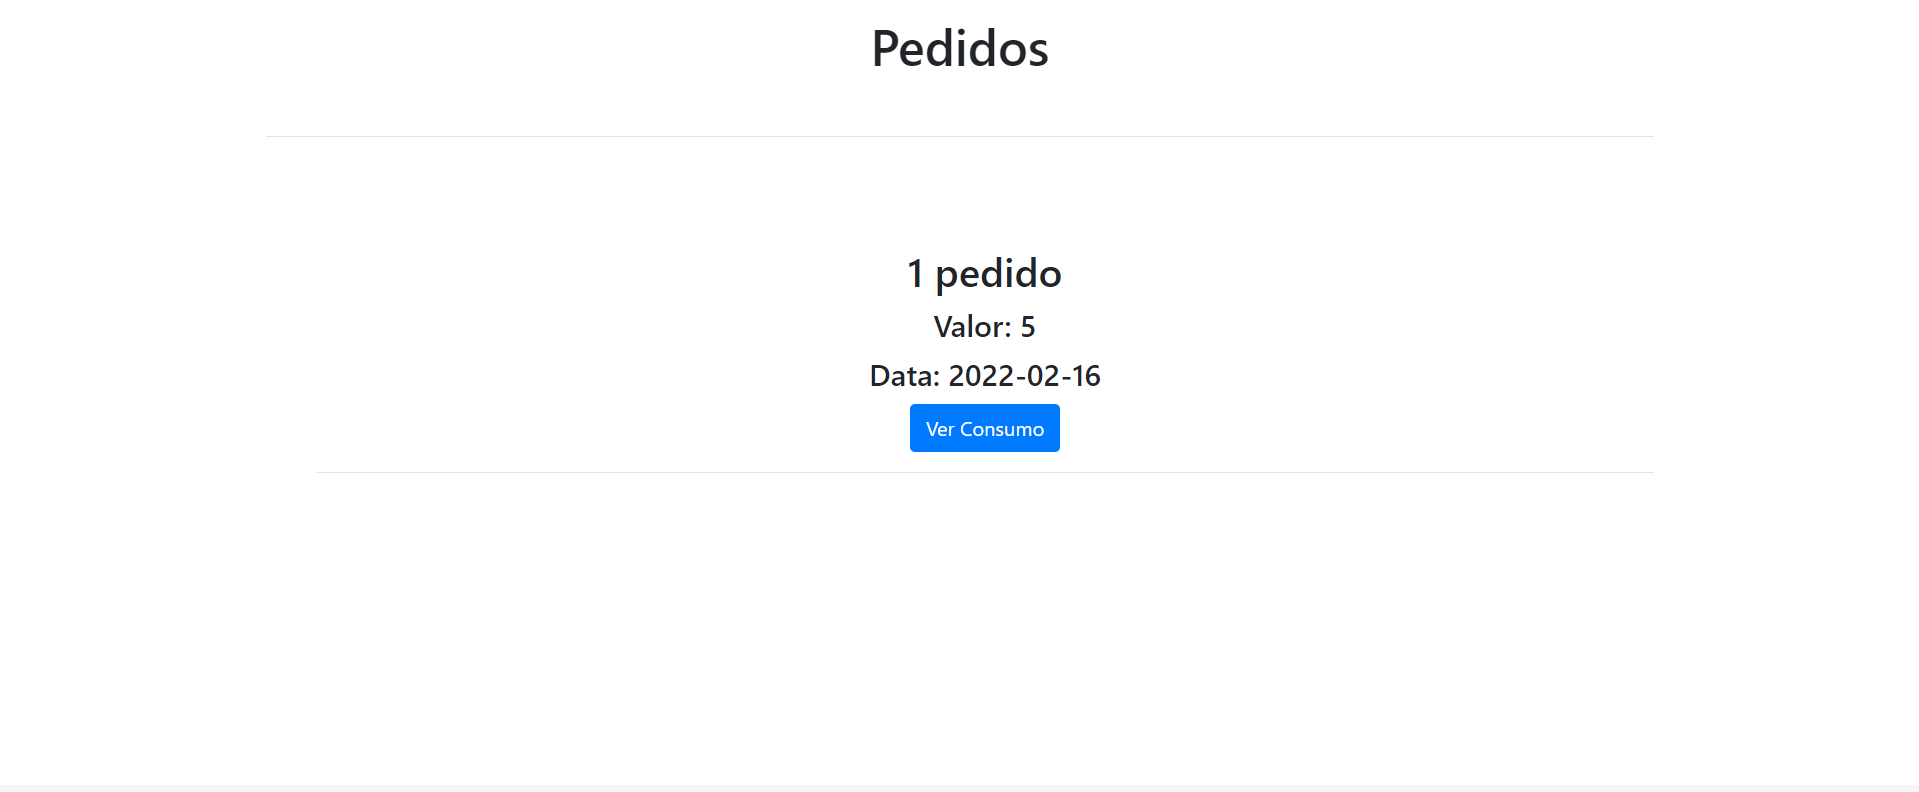 Pedidos
1 pedido
Valor: 5
Data: 2022-02-16
Ver Consumo